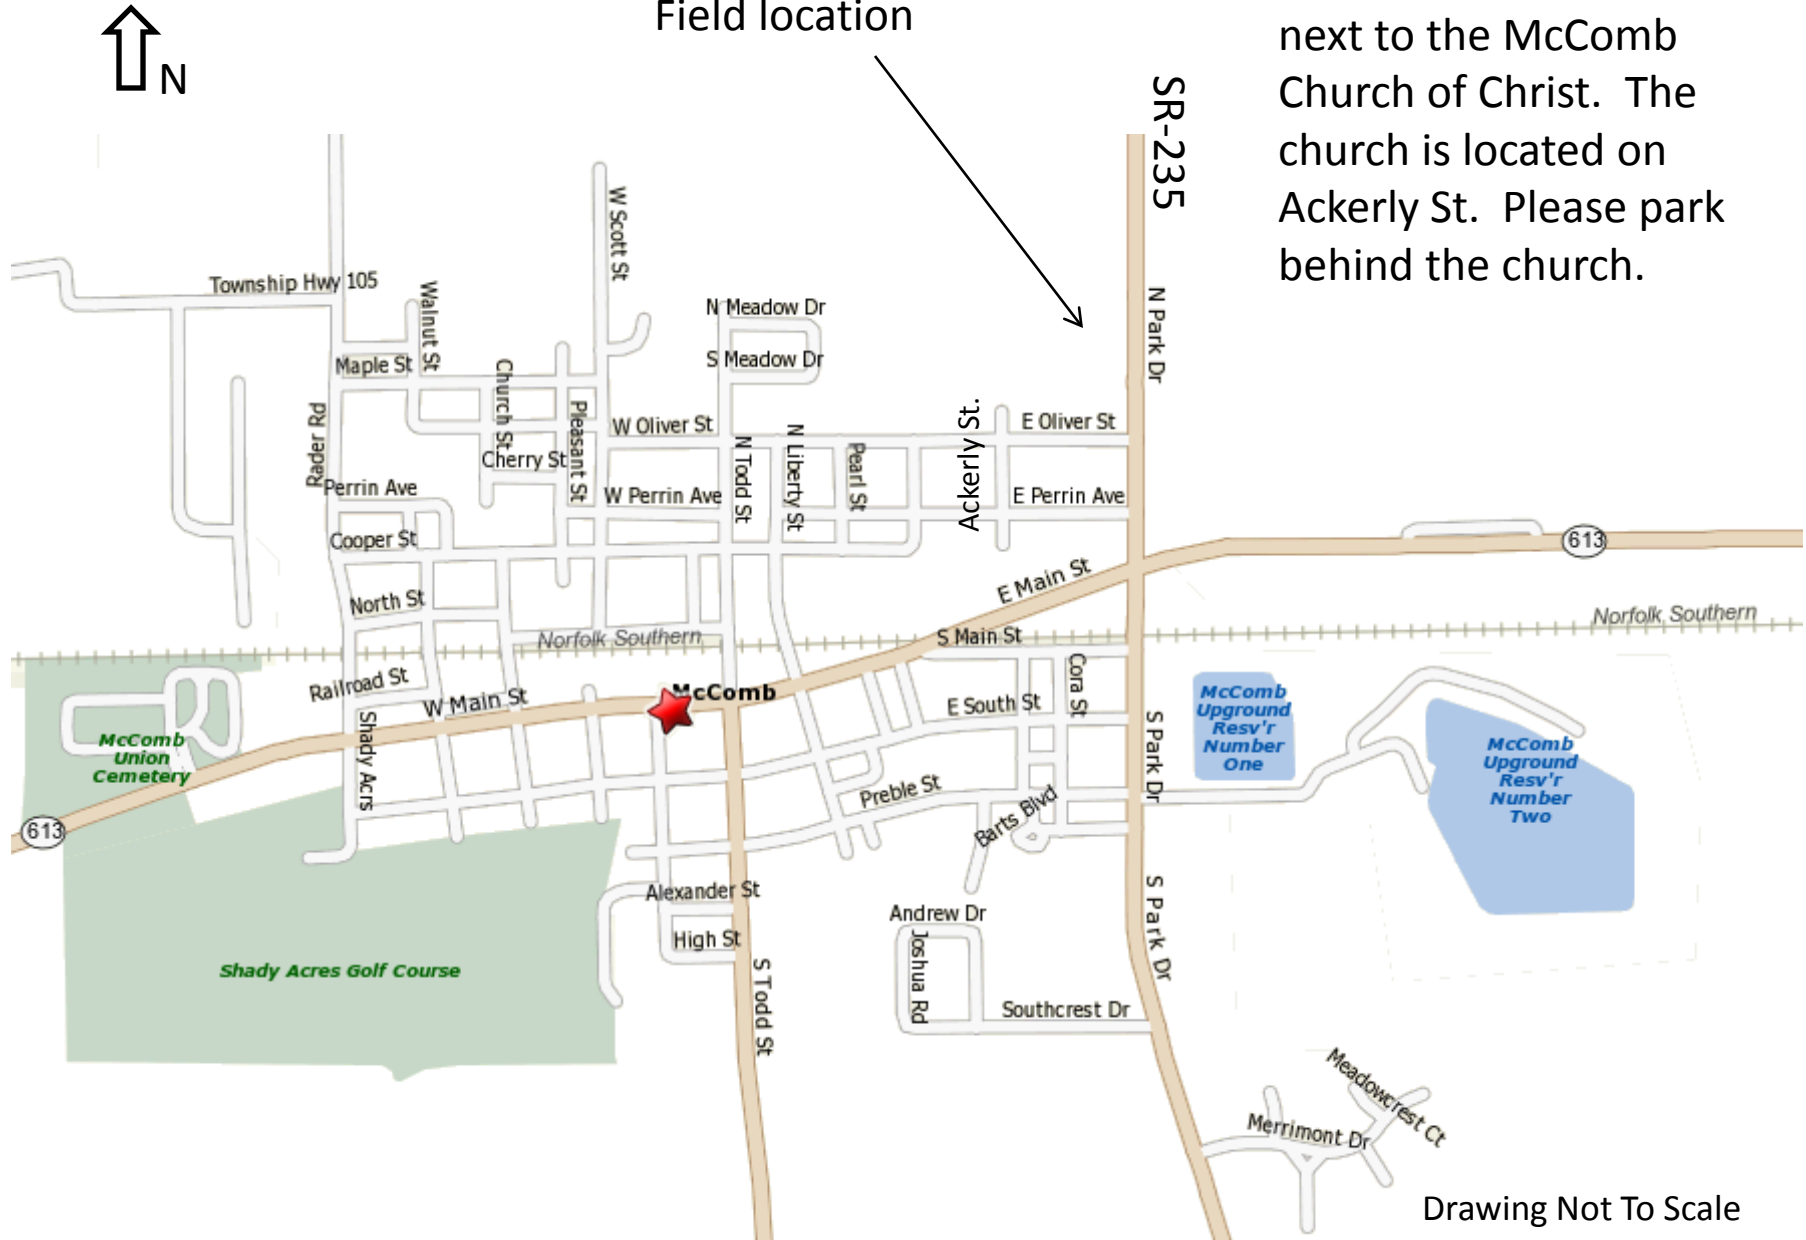 Field location
N
next to the McComb
Church of Christ. The
church is located on
Ackerly St. Please park
behind the church.
SR-235
W Scott St
Township Hwy 105
Walnut St
N Meadow Dr
N Park Dr
Maple St
S Meadow Dr
Church St
Rader Rd
Pleasant St
W Oliver St
N Todd St
N Liberty St
Pearl St
Ackerly St.
E Oliver St
Cherry St
Perrin Ave
W Perrin Ave
E Perrin Ave
Cooper St
613
E Main St
North St
Norfolk Southern
S Main St
Norfolk Southern
Railroad St
W Main St
McComb
E South St
Cora St
McComb
Upground
Resv'r
Number
One
Shady Acrs
McComb
Union
Cemetery
S Park Dr
McComb
Upground
Resv'r
Number
Two
Preble St
Barts Blvd
613
Alexander St
High St
Andrew Dr
Joshua Rd
S Park Dr
Shady Acres Golf Course
S Todd St
Southcrest Dr
Meadowcrest Ct
Merrimont Dr
Drawing Not To Scale